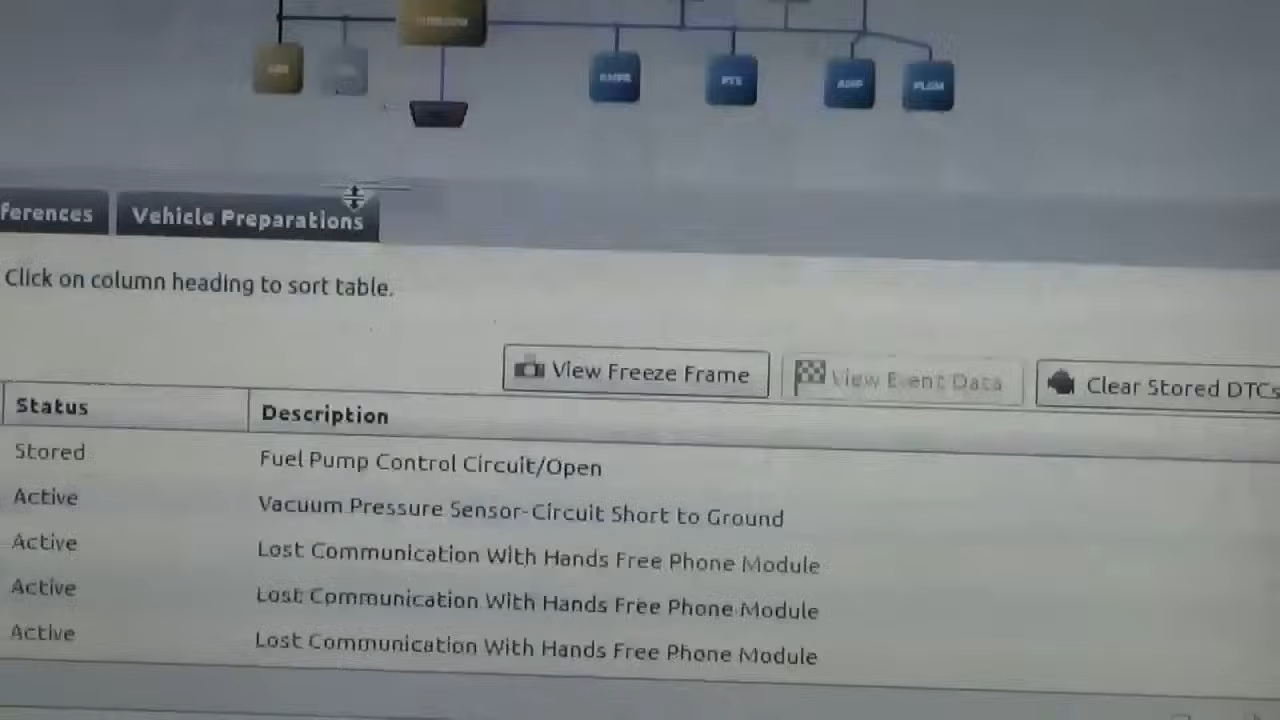 AMP
PLGM
ferences
Vehicle Preparations
Click on column heading to sort table.
View Freeze Frame
View Event Data
Clear Stored DTCs
Status
Description
Stored
Fuel Pump Control Circuit/Open
Active
Vacuum Pressure Sensor-Circuit Short to Ground
Active
Lost Communication With Hands Free Phone Module
Active
Lost Communication With Hands Free Phone Module
Active
Lost Communication With Hands Free Phone Module